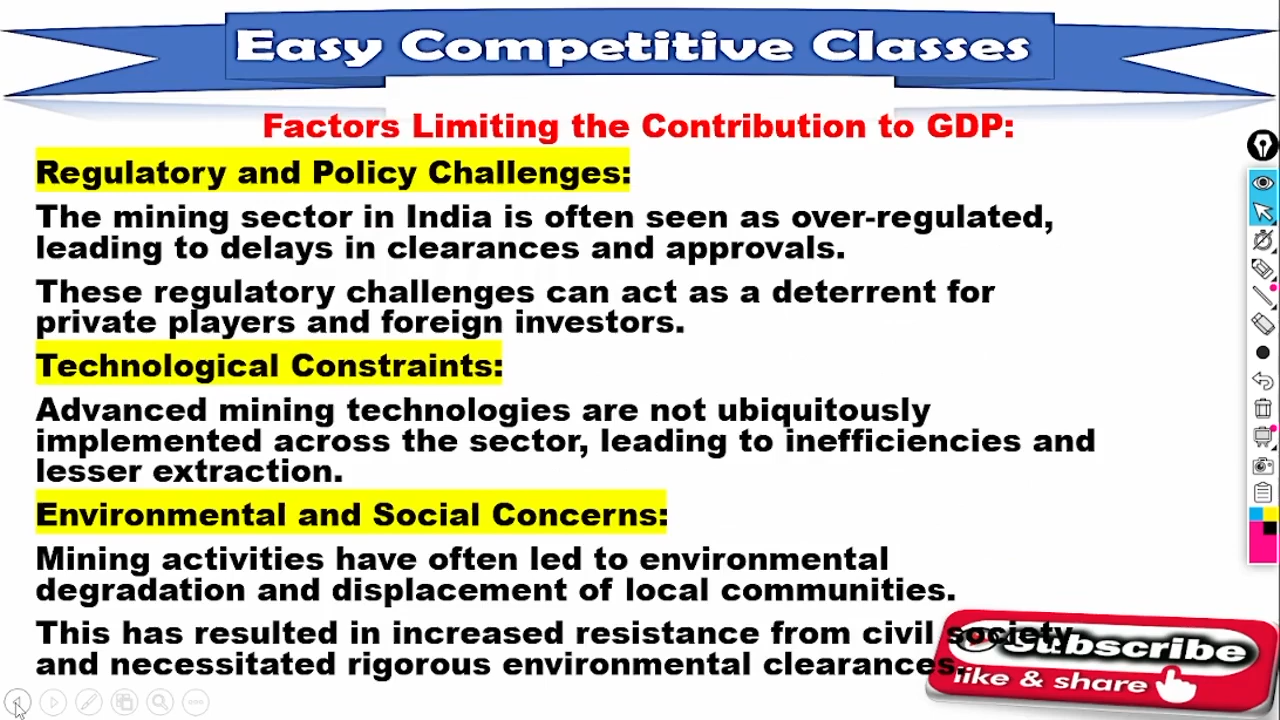 Easy Competitive Classes
Factors Limiting the Contribution to GDP:
Regulatory and Policy Challenges:
The mining sector in India is often seen as over-regulated,
leading to delays in clearances and approvals.
These regulatory challenges can act as a deterrent for
private players and foreign investors.
Technological Constraints:
Advanced mining technologies are not ubiquitously
implemented across the sector, leading to inefficiencies and
lesser extraction.
Environmental and Social Concerns:
Mining activities have often led to environmental
degradation and displacement of local communities.
This has resulted in increased resistance from civil society
and necessitated rigorous environmental clearances.
Subscribe
like & share